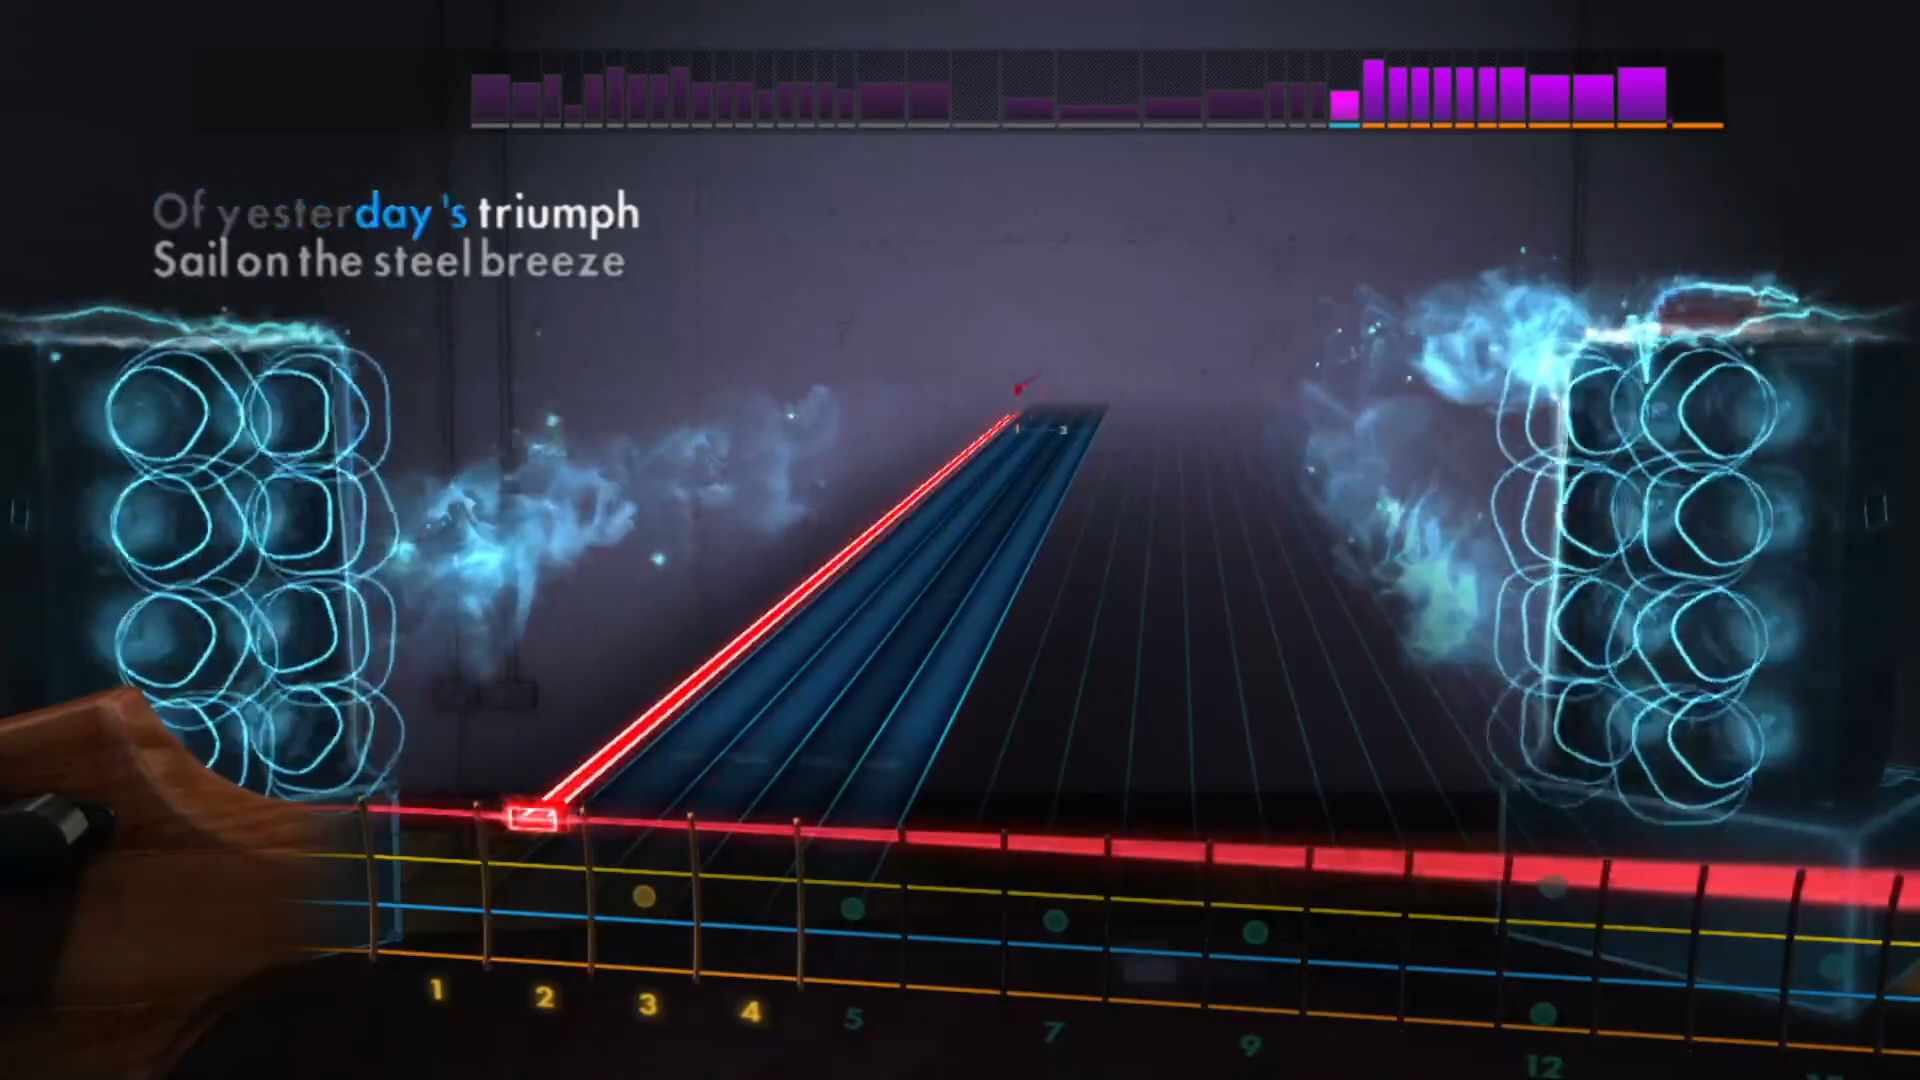 Of yesterday's triumph
Sail on the steel breeze
1 2 3 4 5 7 9 12